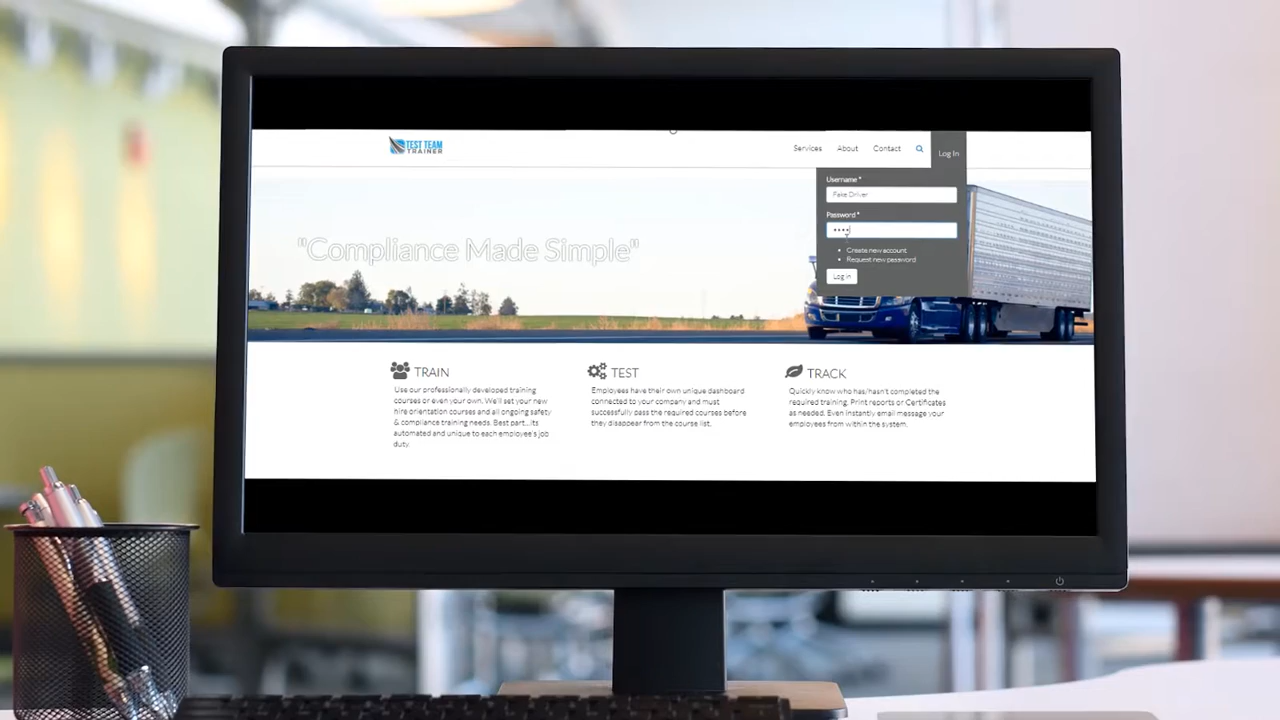 TEST TEAM
TRAINER
Services
About
Contact
Log In
Username *
Fake Driver
Password *
Create new account
Request new password
Log in
"Compliance Made Simple"
TRAIN
Use our professionally developed training
courses or even your own. We'll set your new
hire orientation courses and all ongoing safety
& compliance training needs. Best part...its
automated and unique to each employee's job
duty.
TEST
Employees have their own unique dashboard
connected to your company and must
successfully pass the required courses before
they disappear from the course list.
TRACK
Quickly know who has/hasn't completed the
required training. Print reports or Certificates
as needed. Even instantly email message your
employees from within the system.